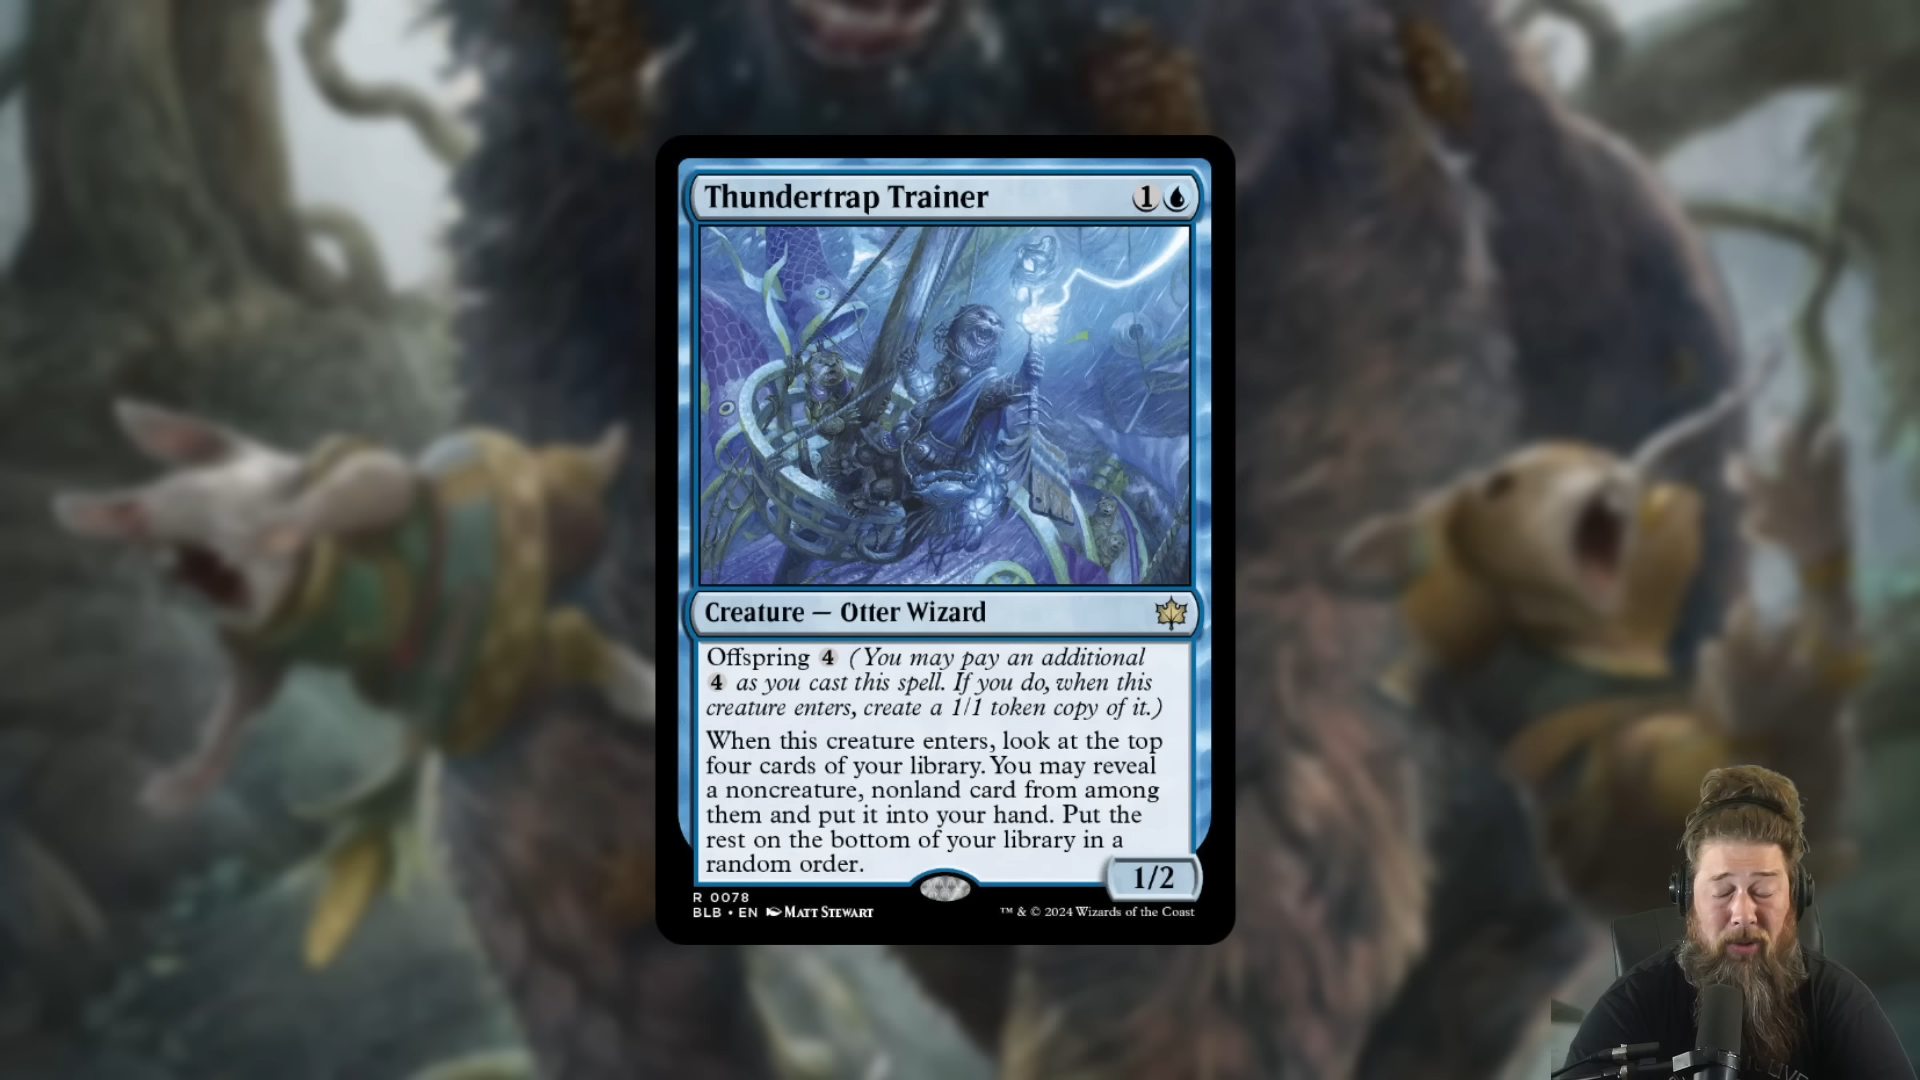 Thundertrap Trainer 1
Creature — Otter Wizard
Offspring 4 (You may pay an additional
4 as you cast this spell. If you do, when this
creature enters, create a 1/1 token copy of it.)
When this creature enters, look at the top
four cards of your library. You may reveal
a noncreature, nonland card from among
them and put it into your hand. Put the
rest on the bottom of your library in a
random order.
1/2
R 0078
BLB • EN MATT STEWART
™ & © 2024 Wizards of the Coast